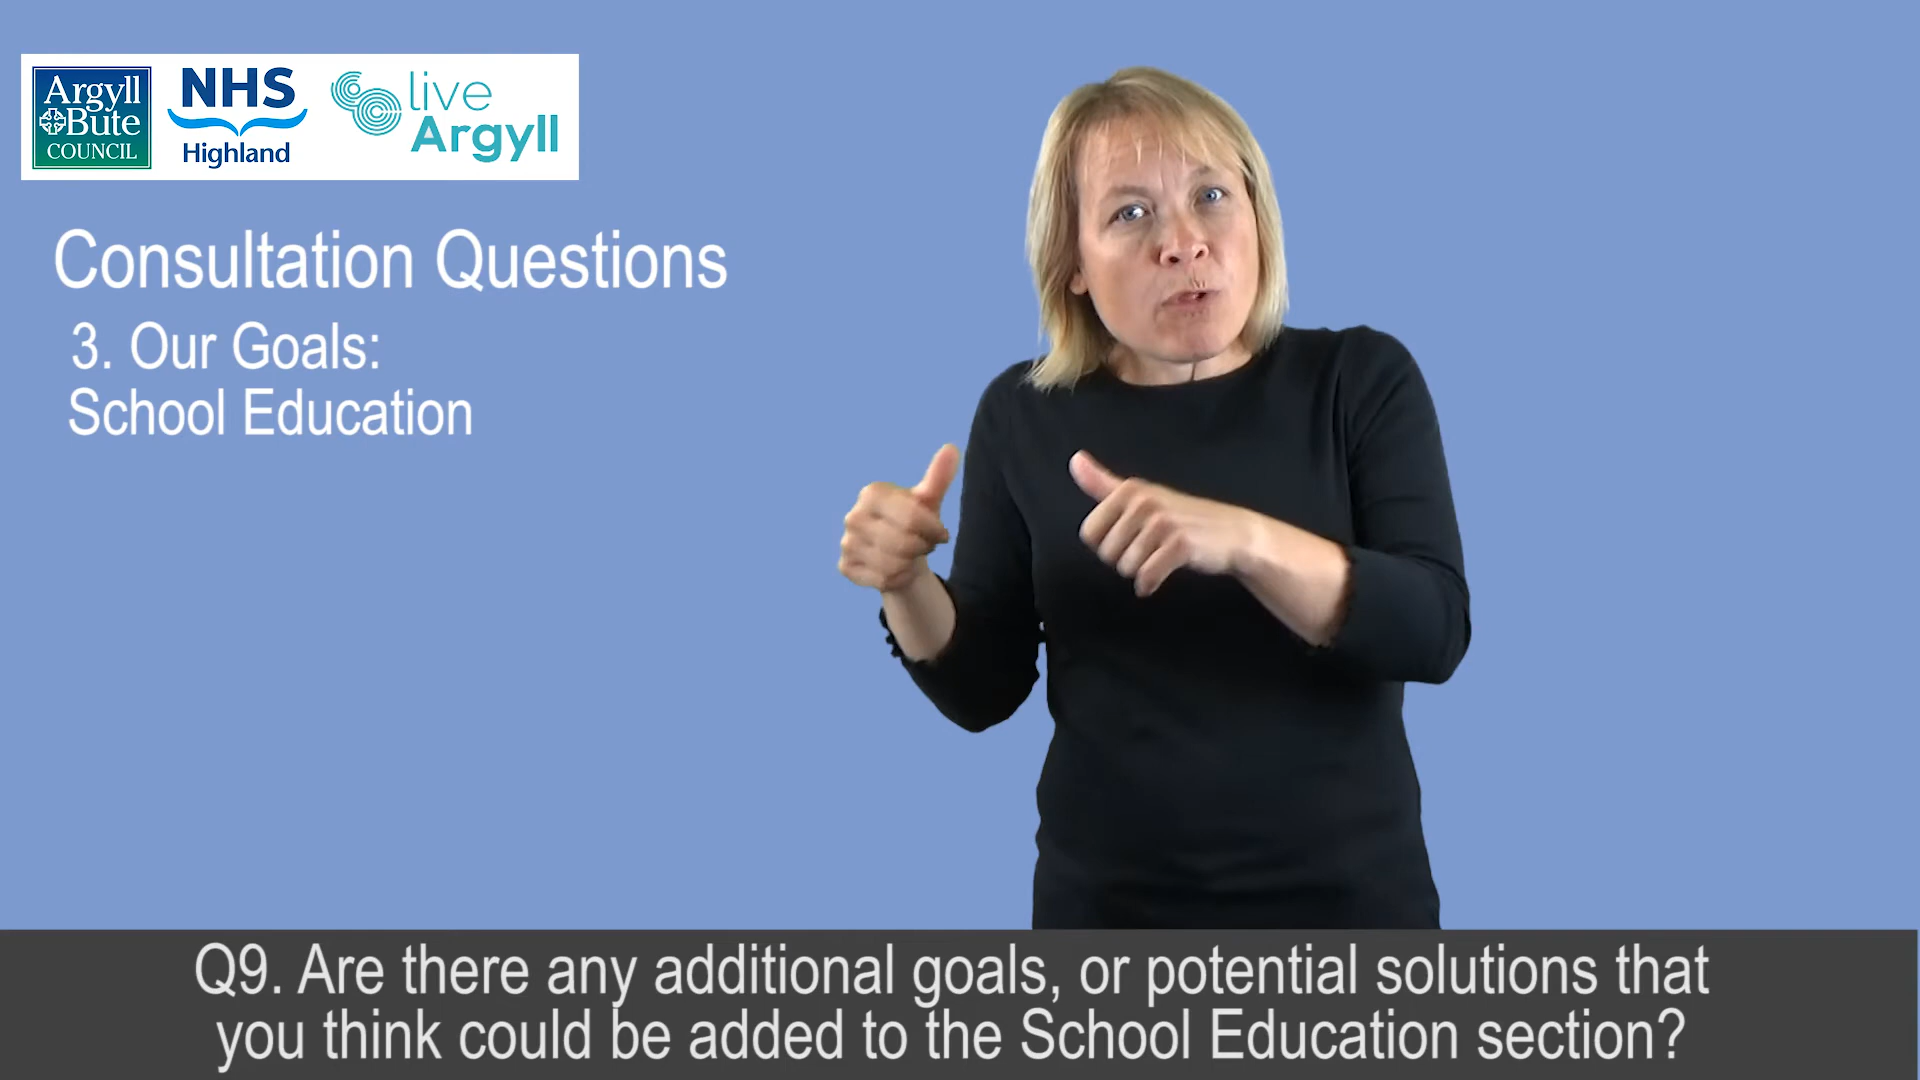 Argyll
Bute
COUNCIL
NHS
Highland
live
Argyll
Consultation Questions
3. Our Goals:
School Education
Q9. Are there any additional goals, or potential solutions that
you think could be added to the School Education section?